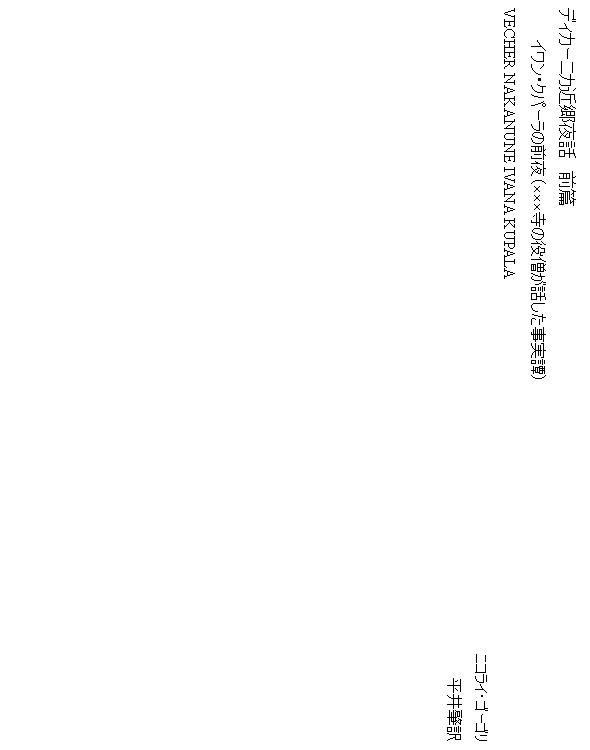 ディカーニカ近郷夜話　前篇
イワン・クパーラの前夜(×××寺の役僧が話した事実譚)
VECHER NAKANUNE IVANA KUPALA
ニコライ・ゴーゴリ
平井肇訳